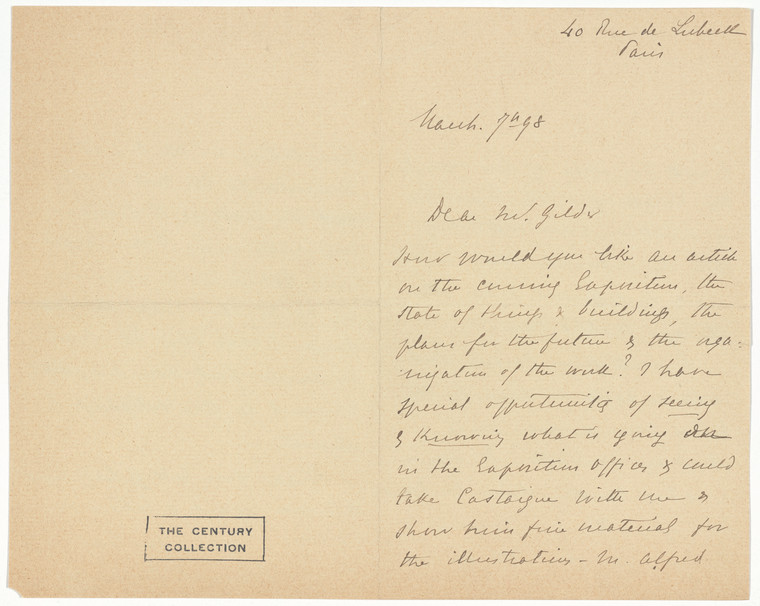 40 Rue de Lubeck
Paris
March. 7th 98
Dear Mr. Gilder
How would you like an article
on the coming Exposition, the
state of things & buildings, the
plans for the future & the orga=
nization of the work? I have
special opportunity of seeing
& knowing what is going
in the Exposition offices & could
take Castaigne with me &
show him fine material for
the illustrations - M. Alfred
THE CENTURY
COLLECTION